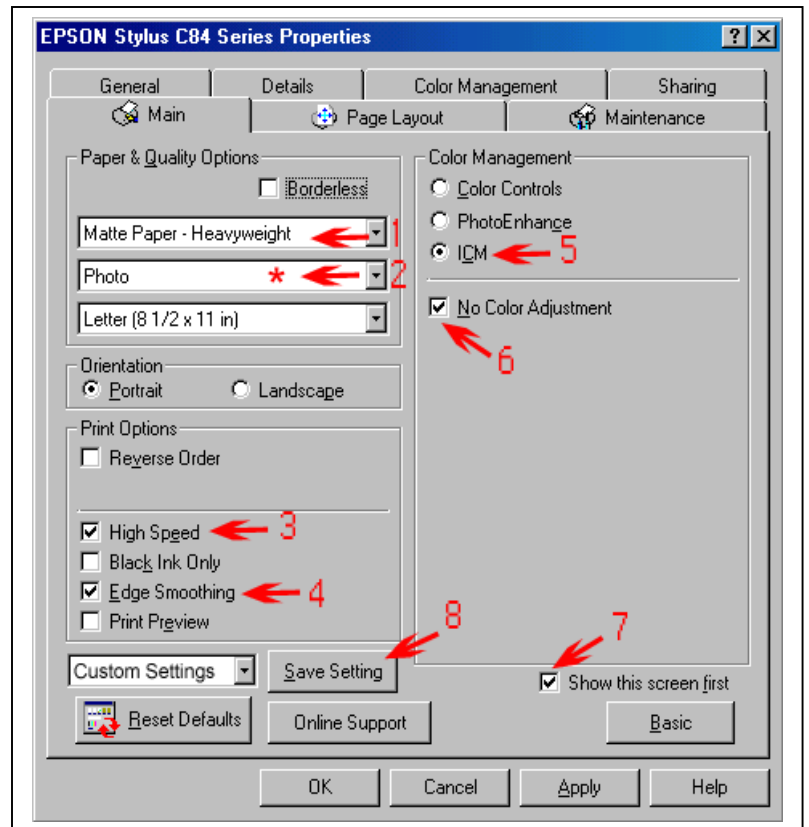 EPSON Stylus C84 Series Properties
General Details Color Management Sharing
Main Page Layout Maintenance
Paper & Quality Options
Borderless
Matte Paper - Heavyweight 1
Photo * 2
Letter (8 1/2 x 11 in)
Orientation
Portrait Landscape
Print Options
Reverse Order
High Speed 3
Black Ink Only
Edge Smoothing 4
Print Preview
Color Management
Color Controls
PhotoEnhance
ICM 5
No Color Adjustment
6
8
7
Custom Settings Save Setting Show this screen first
Reset Defaults Online Support Basic
OK Cancel Apply Help